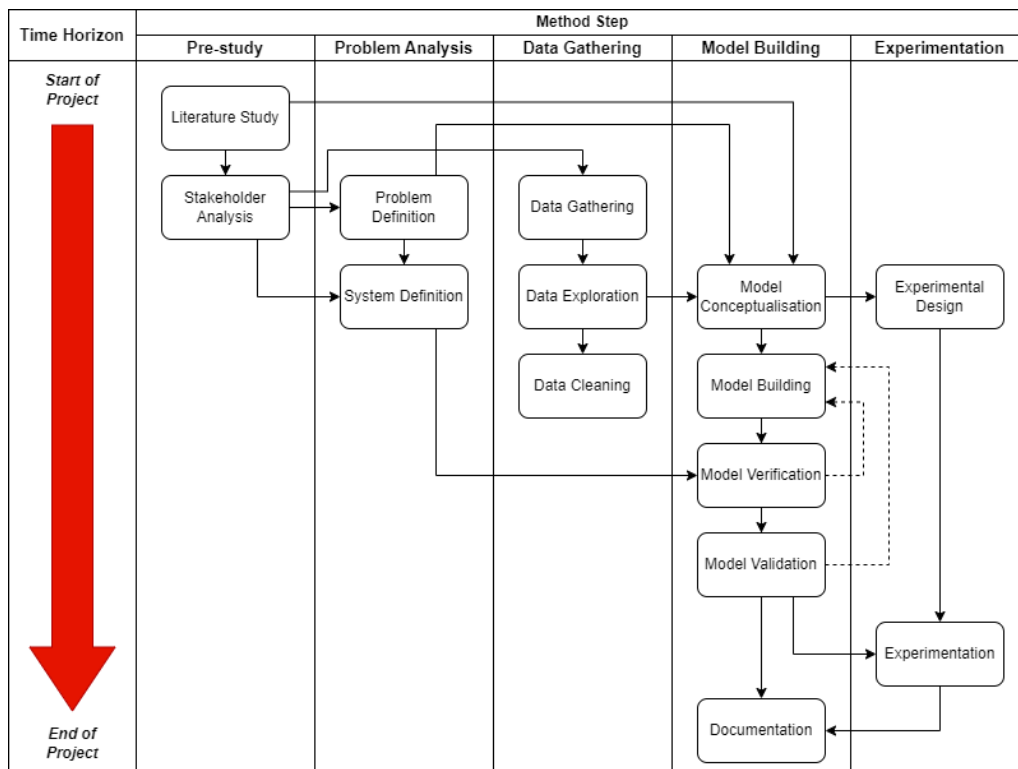 Time Horizon
Method Step
Pre-study
Problem Analysis
Data Gathering
Model Building
Experimentation
Start of
Project
Literature Study
Stakeholder
Analysis
Problem
Definition
Data Gathering
System Definition
Data Exploration
Model
Conceptualisation
Experimental
Design
Data Cleaning
Model Building
Model Verification
Model Validation
Experimentation
Documentation
End of
Project